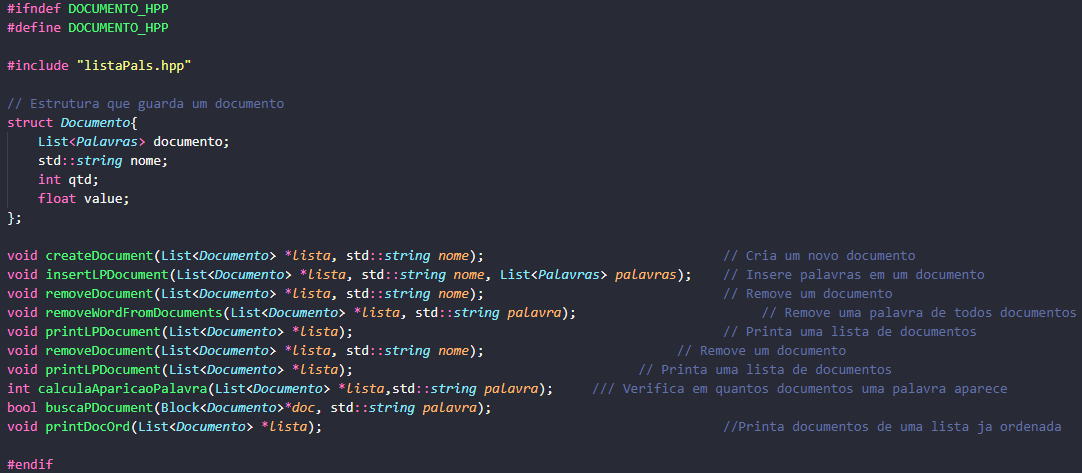 #ifndef DOCUMENTO_HPP
#define DOCUMENTO_HPP

#include "listaPals.hpp"

// Estrutura que guarda um documento
struct Documento{
    List<Palavras> documento;
    std::string nome;
    int qtd;
    float value;
};

void createDocument(List<Documento> *lista, std::string nome);                               // Cria um novo documento
void insertLPDocument(List<Documento> *lista, std::string nome, List<Palavras> palavras);    // Insere palavras em um documento
void removeDocument(List<Documento> *lista, std::string nome);                               // Remove um documento
void removeWordFromDocuments(List<Documento> *lista, std::string palavra);                        // Remove uma palavra de todos documentos
void printLPDocument(List<Documento> *lista);                                                // Printa uma lista de documentos
void removeDocument(List<Documento> *lista, std::string nome);                         // Remove um documento
void printLPDocument(List<Documento> *lista);                                     // Printa uma lista de documentos
int calculaAparicaoPalavra(List<Documento> *lista,std::string palavra);     /// Verifica em quantos documentos uma palavra aparece
bool buscaPDocument(Block<Documento>*doc, std::string palavra);
void printDocOrd(List<Documento> *lista);                                                    //Printa documentos de uma lista ja ordenada

#endif